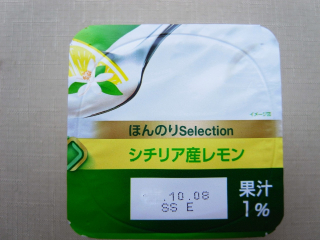 イメージ図
ほんのりSelection
シチリア産レモン
.10.08
SS E
果汁
1%